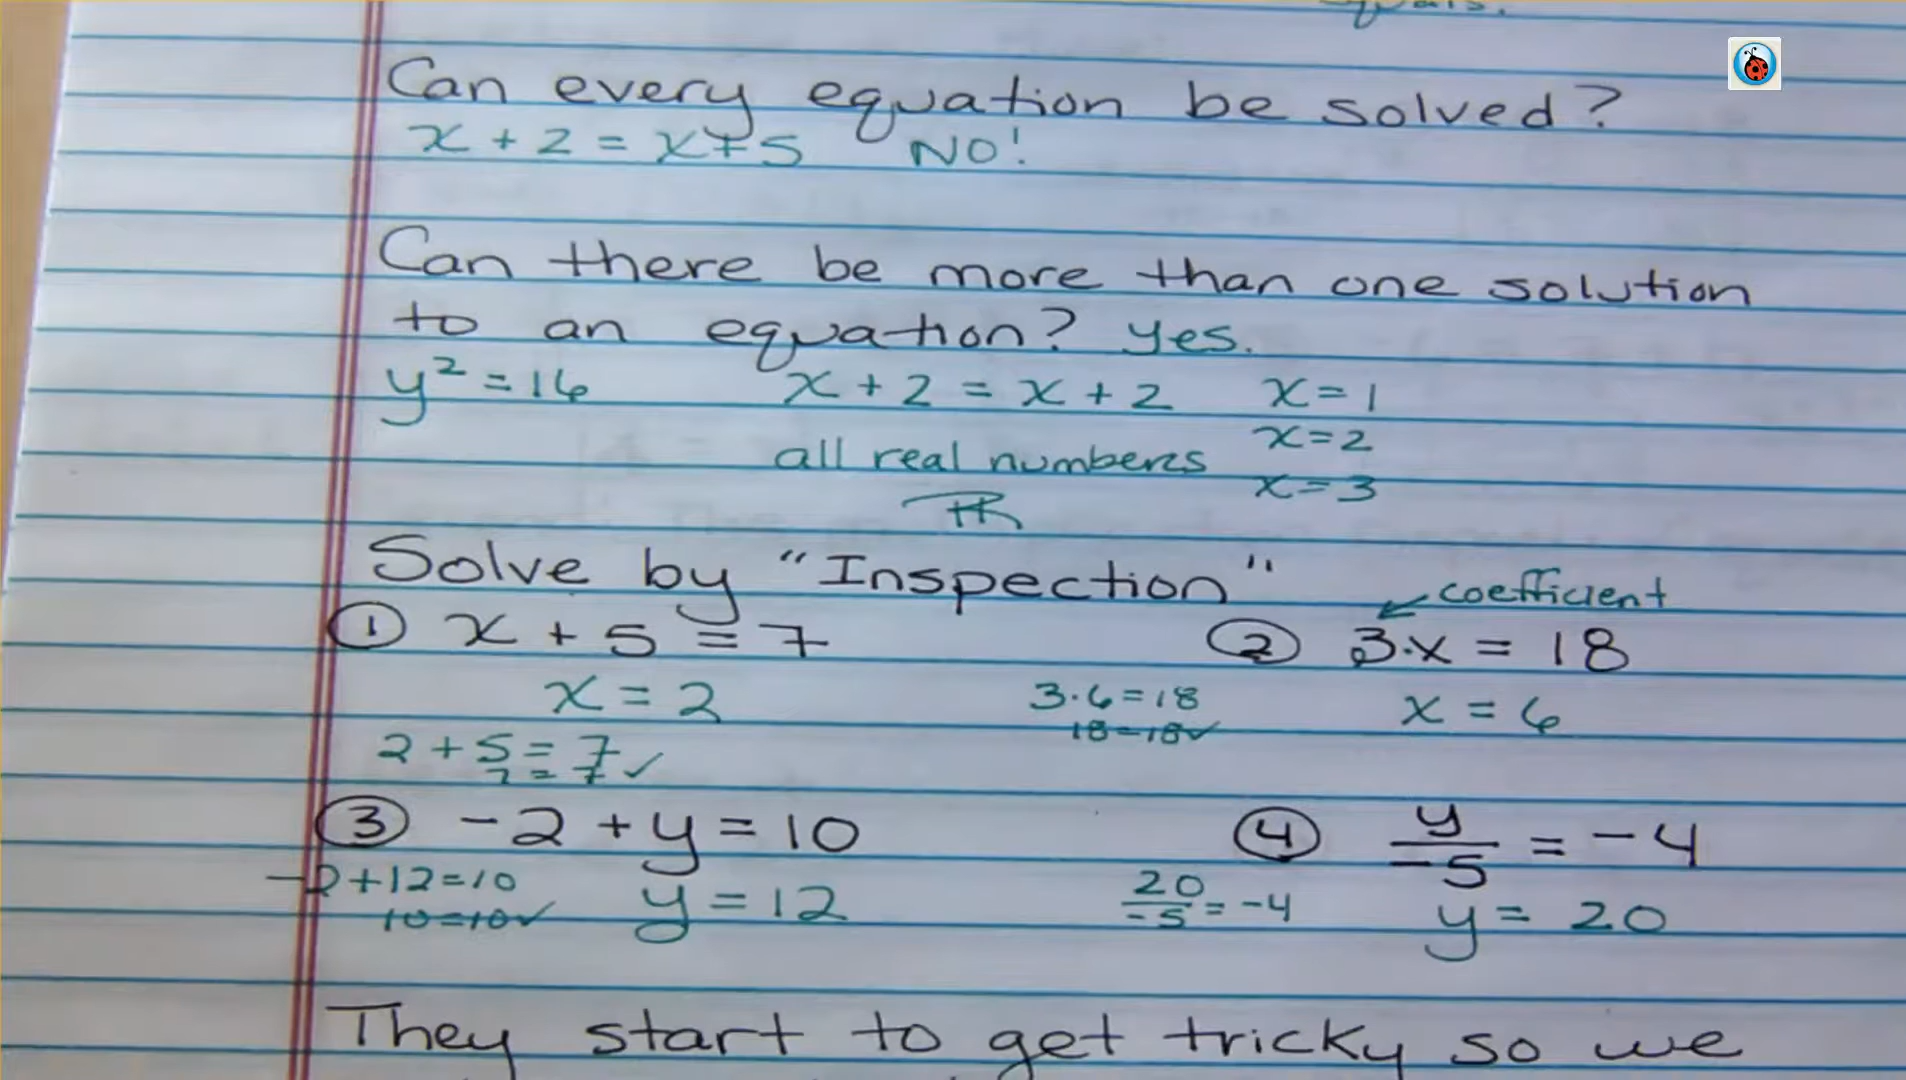 Can every equation be solved?
x + 2 = x + 5 NO!
Can there be more than one solution
to an equation? yes.
y² = 16 x + 2 = x + 2 x = 1
x = 2
all real numbers
x = 3
ℝ
Solve by "Inspection"
coefficient
① x + 5 = 7 ② 3·x = 18
x = 2 3·6 = 18 x = 6
18 = 18 ✓
2 + 5 = 7
7 = 7 ✓
③ -2 + y = 10 ④ y/-5 = -4
-2 + 12 = 10 y = 12 20/-5 = -4 y = 20
10 = 10 ✓
They start to get tricky so we